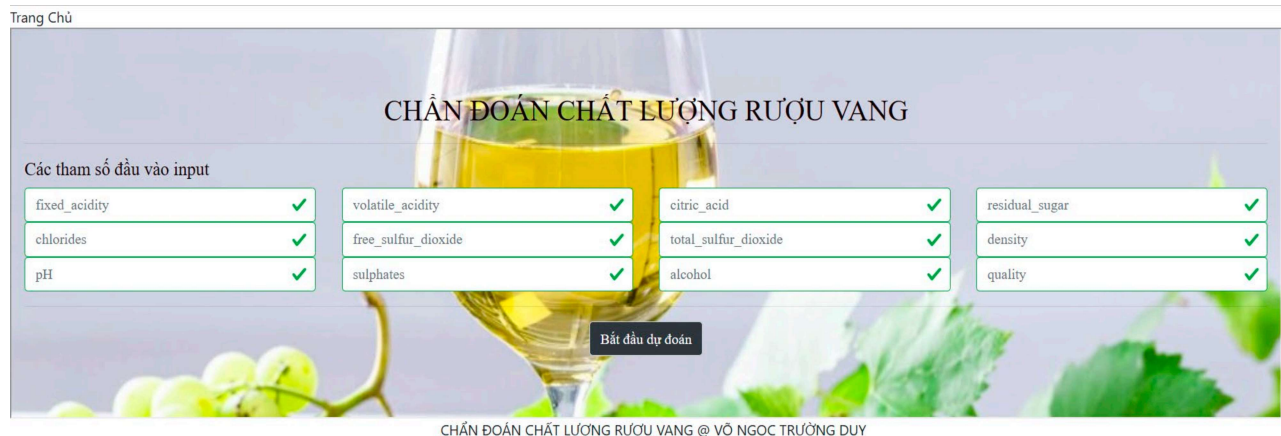 Trang Chủ
CHẨN ĐOÁN CHẤT LƯỢNG RƯỢU VANG
Các tham số đầu vào input
fixed_acidity volatile_acidity citric_acid residual_sugar
chlorides free_sulfur_dioxide total_sulfur_dioxide density
pH sulphates alcohol quality
Bắt đầu dự đoán
CHẨN ĐOÁN CHẤT LƯỢNG RƯỢU VANG @ VÕ NGỌC TRƯỜNG DUY